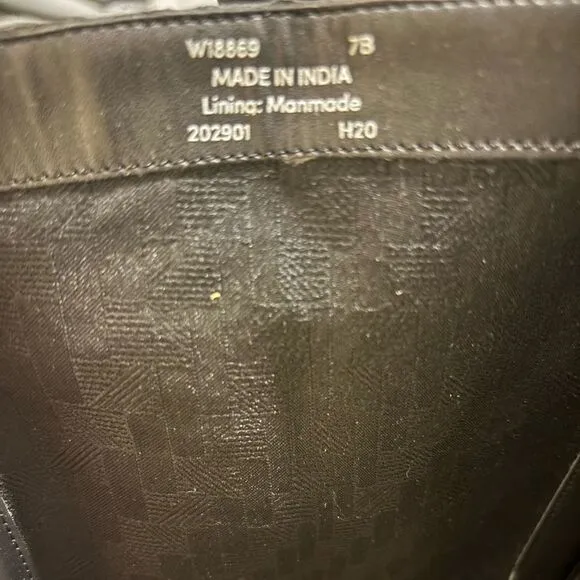 W18869 7B
MADE IN INDIA
Lining: Manmade
202901 H20